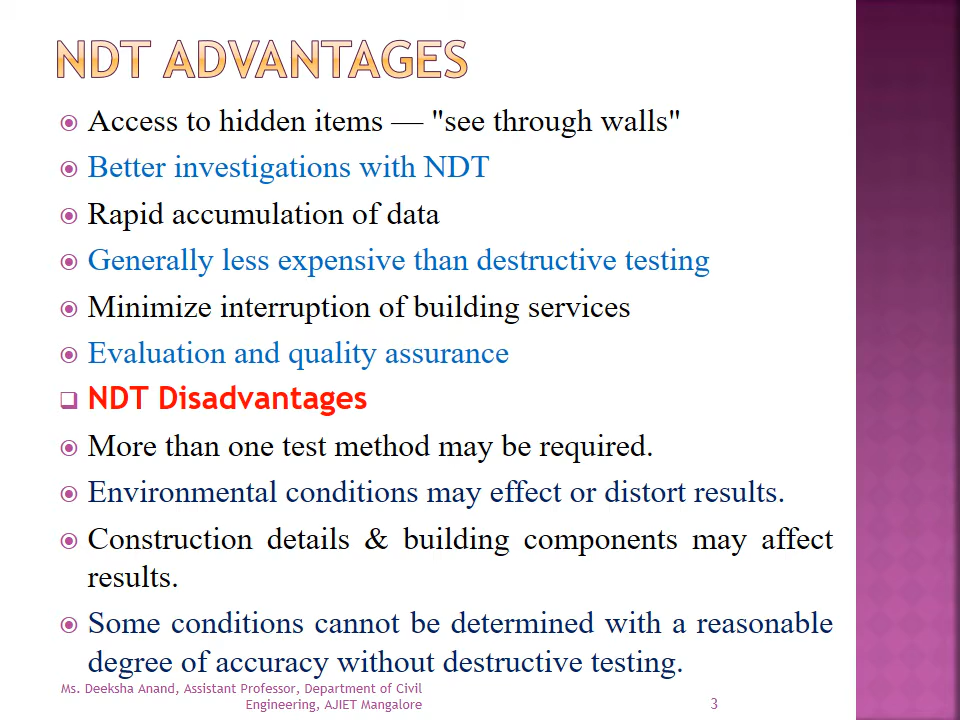 NDT ADVANTAGES
Access to hidden items — "see through walls"
Better investigations with NDT
Rapid accumulation of data
Generally less expensive than destructive testing
Minimize interruption of building services
Evaluation and quality assurance
NDT Disadvantages
More than one test method may be required.
Environmental conditions may effect or distort results.
Construction details & building components may affect
results.
Some conditions cannot be determined with a reasonable
degree of accuracy without destructive testing.
Ms. Deeksha Anand, Assistant Professor, Department of Civil
Engineering, AJIET Mangalore
3